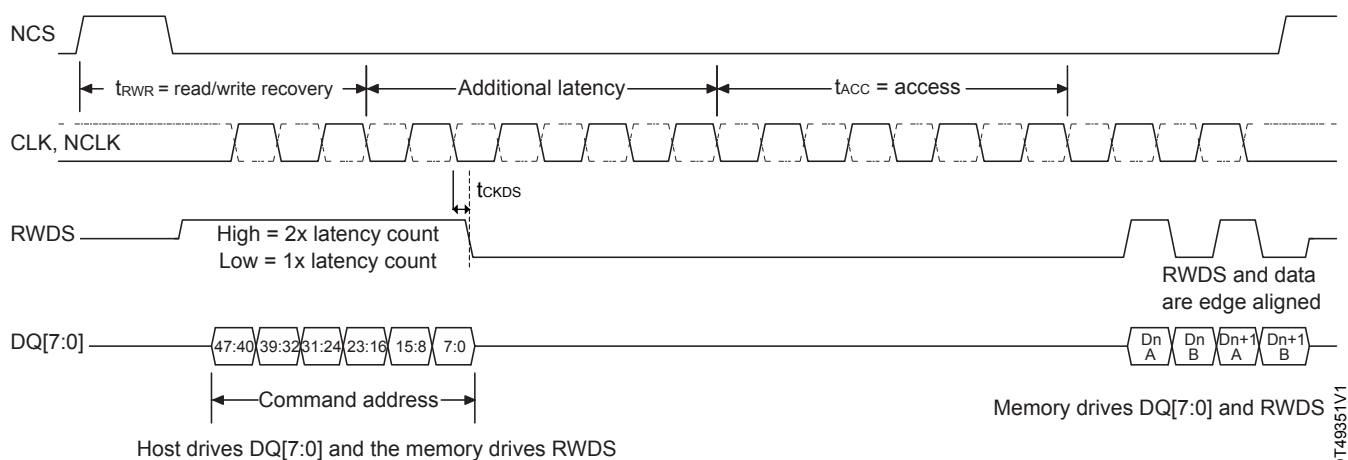 NCS
tRWR = read/write recovery
Additional latency
tACC = access
CLK, NCLK
tCKDS
RWDS
High = 2x latency count
Low = 1x latency count
RWDS and data
are edge aligned
DQ[7:0]
47:40 39:32 31:24 23:16 15:8 7:0
Dn Dn Dn+1 Dn+1
A B A B
Command address
Memory drives DQ[7:0] and RWDS
Host drives DQ[7:0] and the memory drives RWDS